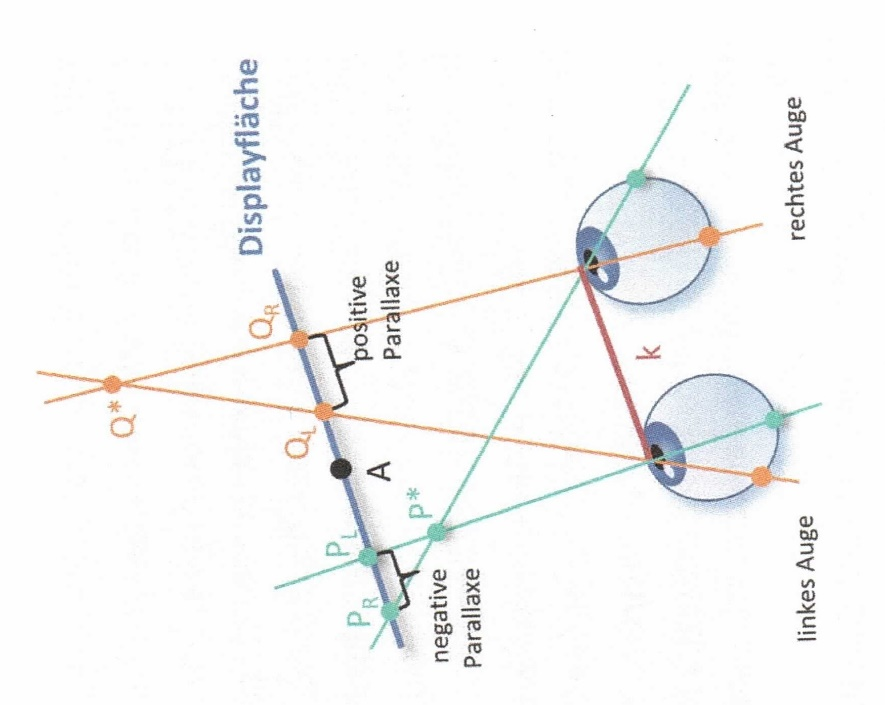 Displayfläche
Q*
Q_R
Q_L
positive
Parallaxe
A
P_L
P_R
P*
negative
Parallaxe
k
rechtes Auge
linkes Auge